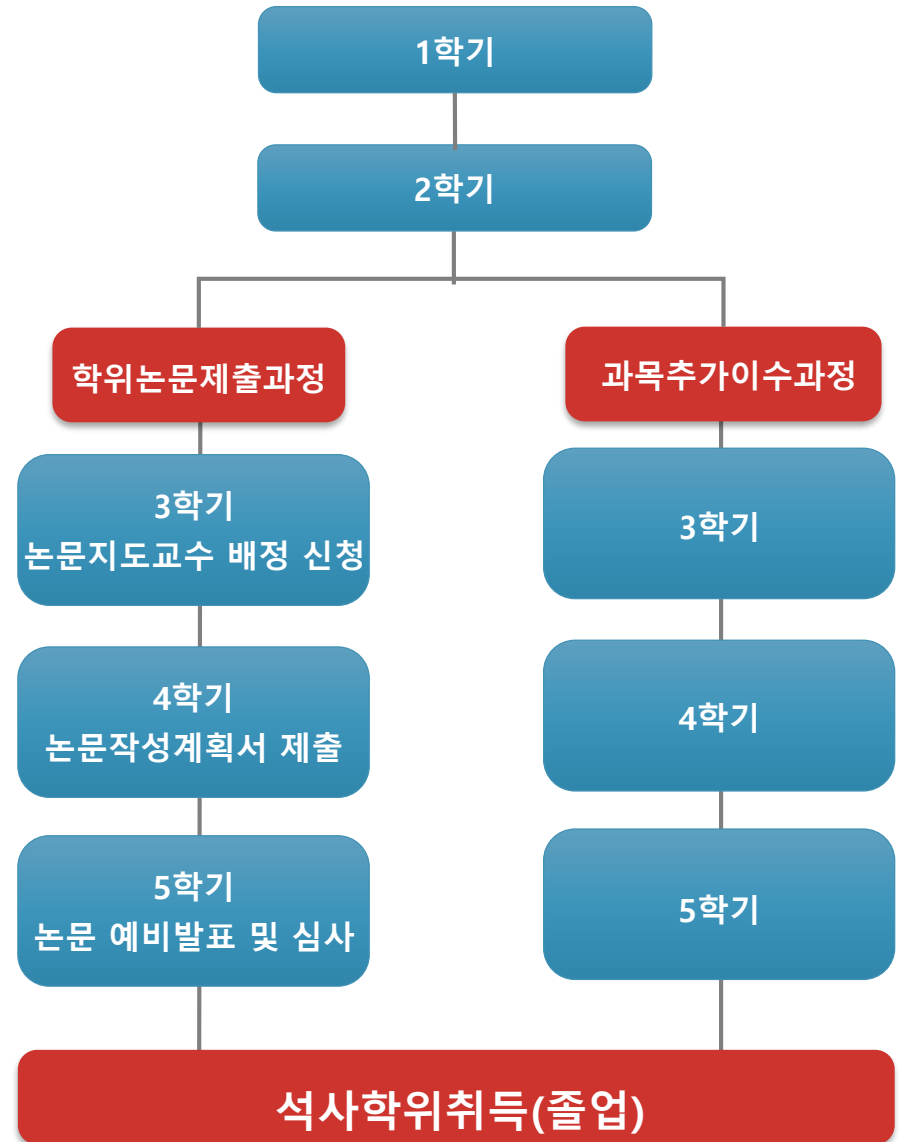 1학기
2학기
학위논문제출과정
과목추가이수과정
3학기
논문지도교수 배정 신청
3학기
4학기
논문작성계획서 제출
4학기
5학기
논문 예비발표 및 심사
5학기
석사학위취득(졸업)